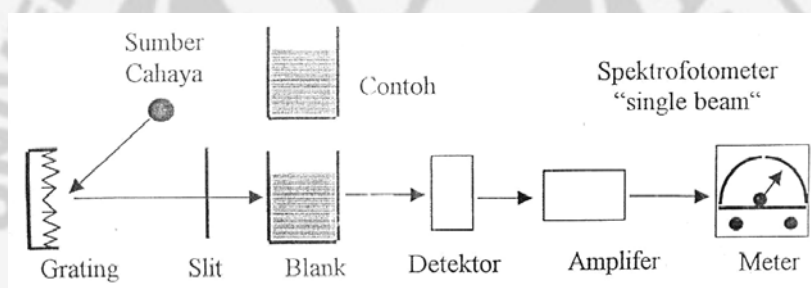 Sumber
Cahaya
Contoh
Spektrofotometer
“single beam“
Grating
Slit
Blank
Detektor
Amplifer
Meter